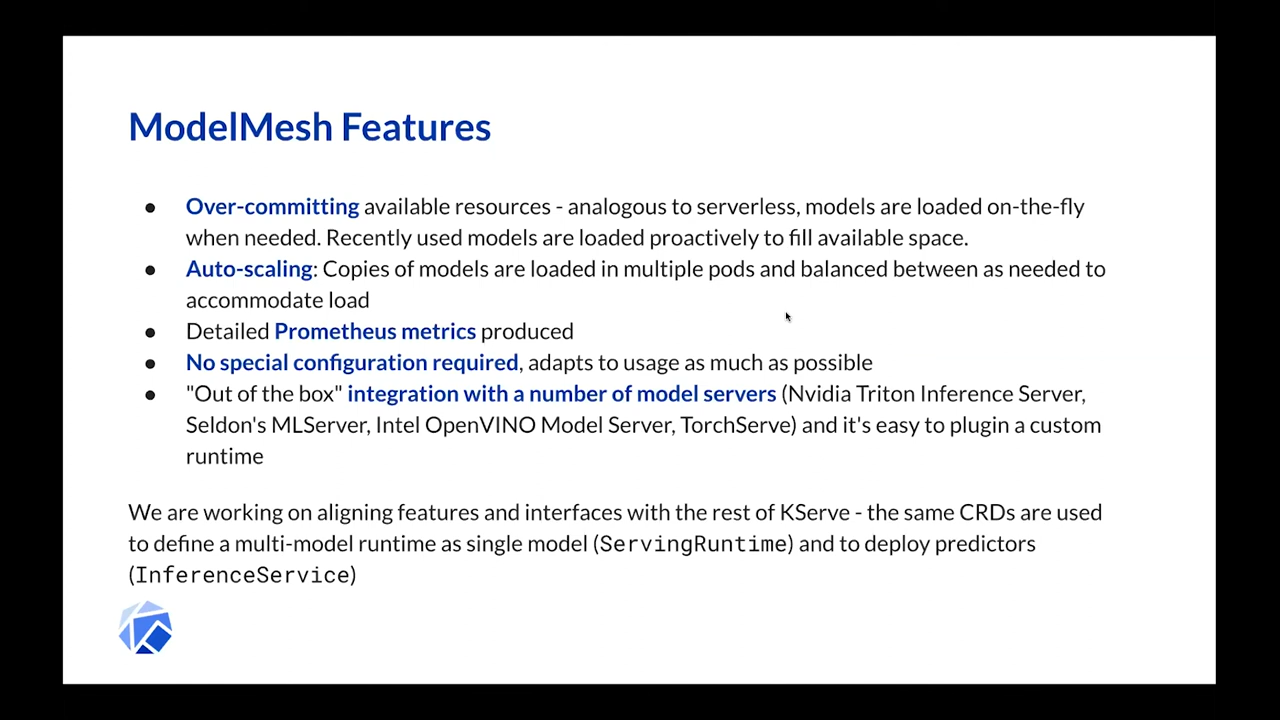 ModelMesh Features
● Over-committing available resources - analogous to serverless, models are loaded on-the-fly
when needed. Recently used models are loaded proactively to fill available space.
● Auto-scaling: Copies of models are loaded in multiple pods and balanced between as needed to
accommodate load
● Detailed Prometheus metrics produced
● No special configuration required, adapts to usage as much as possible
● "Out of the box" integration with a number of model servers (Nvidia Triton Inference Server,
Seldon's MLServer, Intel OpenVINO Model Server, TorchServe) and it's easy to plugin a custom
runtime
We are working on aligning features and interfaces with the rest of KServe - the same CRDs are used
to define a multi-model runtime as single model (ServingRuntime) and to deploy predictors
(InferenceService)